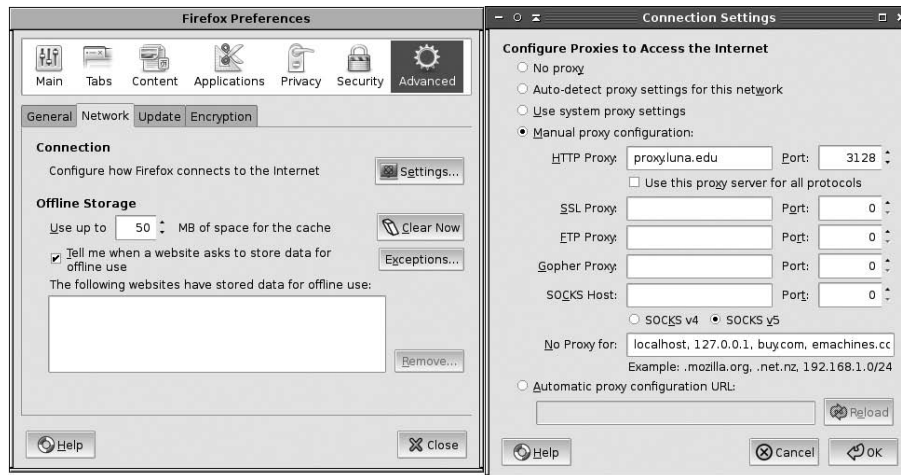 Firefox Preferences
Main Tabs Content Applications Privacy Security Advanced
General Network Update Encryption
Connection
Configure how Firefox connects to the Internet Settings...
Offline Storage
Use up to 50 MB of space for the cache Clear Now
Tell me when a website asks to store data for offline use Exceptions...
The following websites have stored data for offline use:
Remove...
Help Close
Connection Settings
Configure Proxies to Access the Internet
No proxy
Auto-detect proxy settings for this network
Use system proxy settings
Manual proxy configuration:
HTTP Proxy: proxy.luna.edu Port: 3128
Use this proxy server for all protocols
SSL Proxy: Port: 0
FTP Proxy: Port: 0
Gopher Proxy: Port: 0
SOCKS Host: Port: 0
SOCKS v4 SOCKS v5
No Proxy for: localhost, 127.0.0.1, buy.com, emachines.cc
Example: .mozilla.org, .net.nz, 192.168.1.0/24
Automatic proxy configuration URL:
Reload
Help Cancel OK